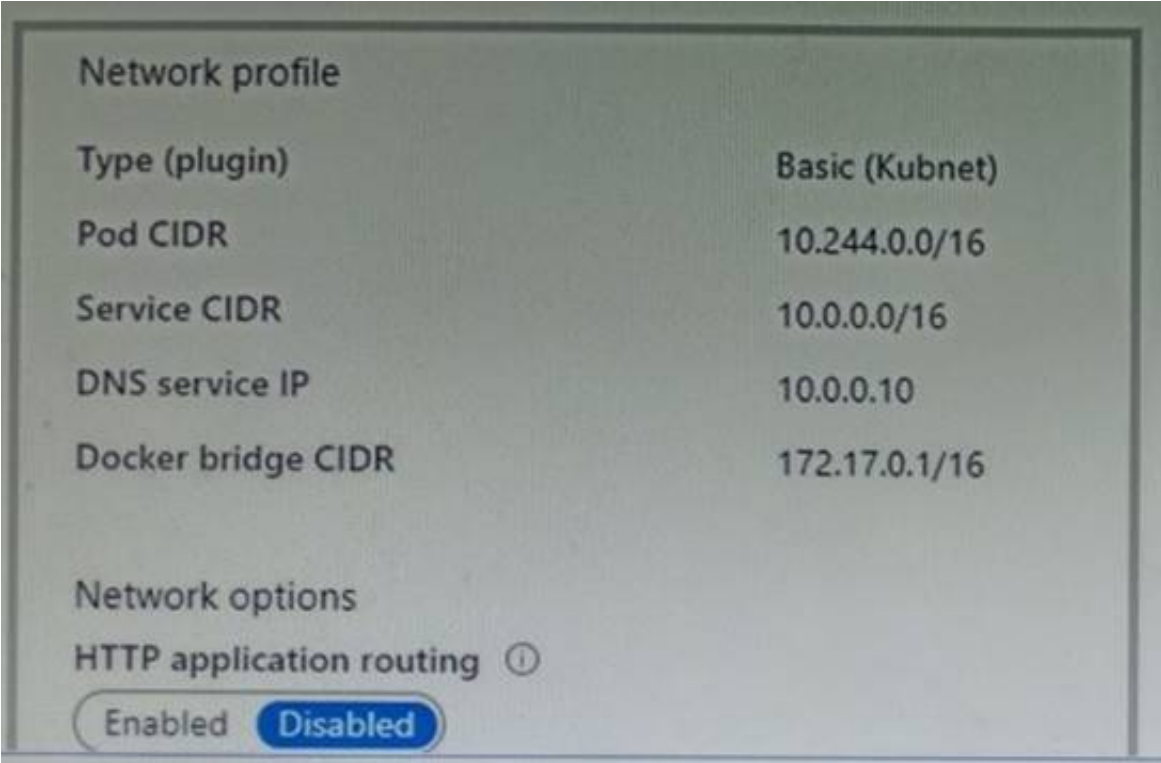 Network profile
Type (plugin) Basic (Kubnet)
Pod CIDR 10.244.0.0/16
Service CIDR 10.0.0.0/16
DNS service IP 10.0.0.10
Docker bridge CIDR 172.17.0.1/16
Network options
HTTP application routing
Enabled Disabled